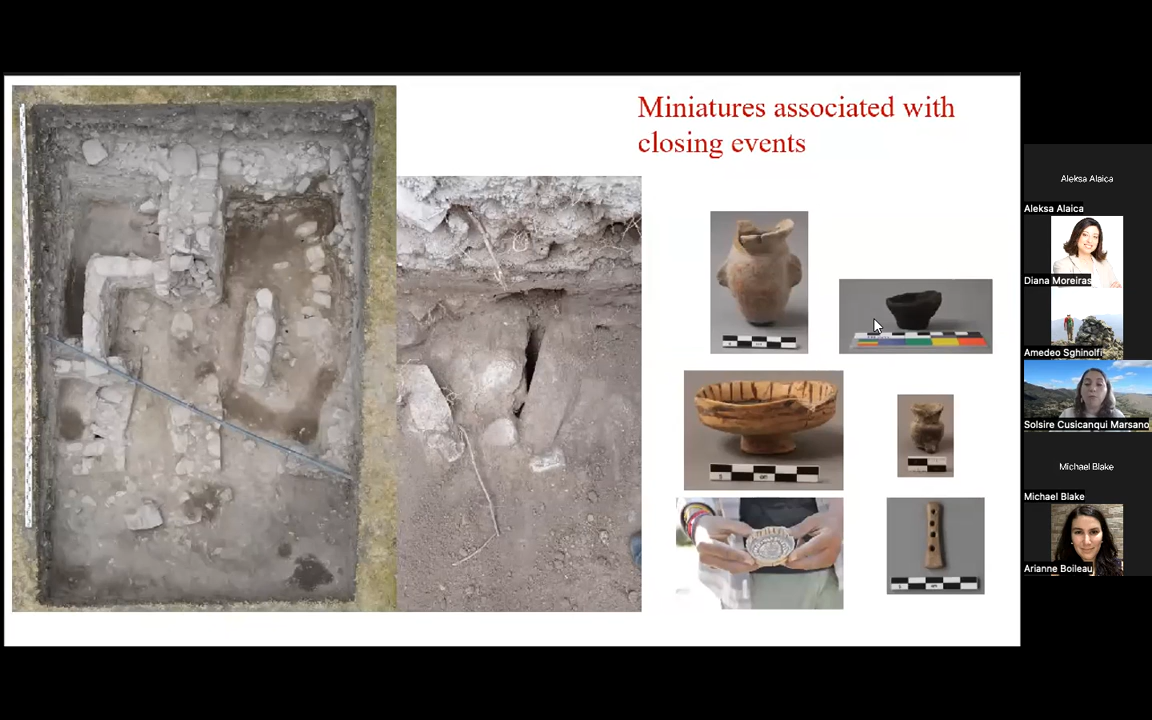 Miniatures associated with
closing events
Aleksa Alaica
Aleksa Alaica
Diana Moreiras
Amedeo Sghinolfi
Solsire Cusicanqui Marsano
Michael Blake
Michael Blake
Arianne Boileau